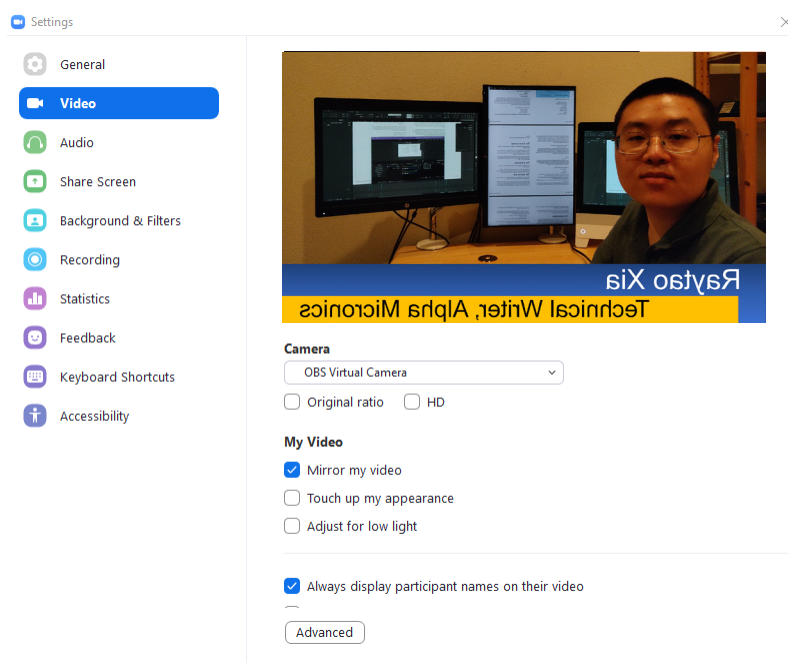 Settings
General
Video
Audio
Share Screen
Background & Filters
Recording
Statistics
Feedback
Keyboard Shortcuts
Accessibility
Raytao Xia
Technical Writer, Alpha Micronics
Camera
OBS Virtual Camera
Original ratio
HD
My Video
Mirror my video
Touch up my appearance
Adjust for low light
Always display participant names on their video
Advanced